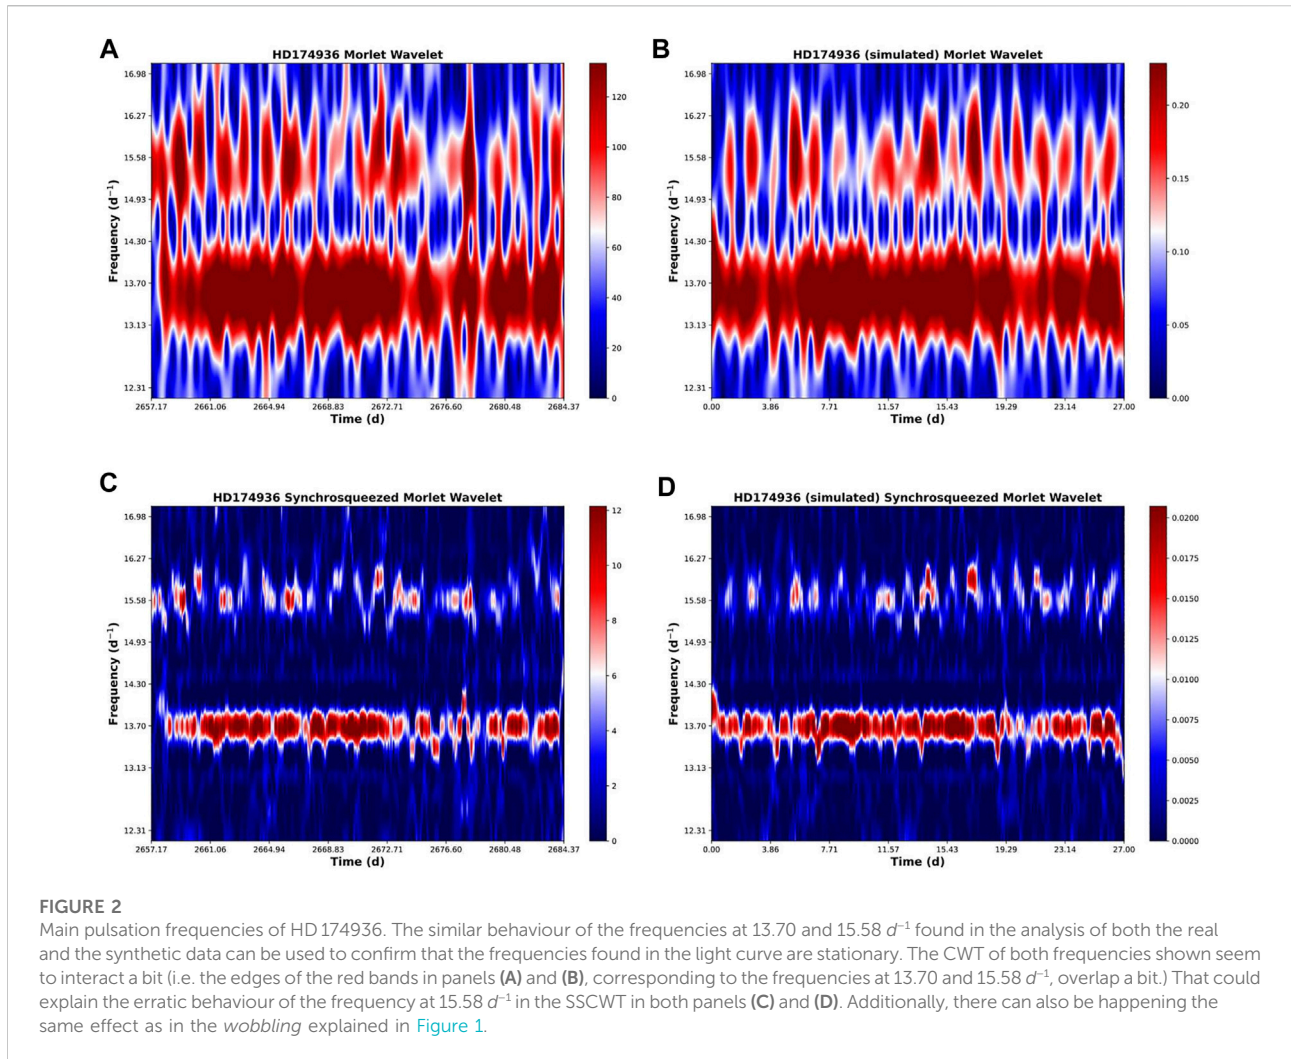 A
HD174936 Morlet Wavelet
16.98
16.27
15.58
14.93
14.30
13.70
13.13
12.31
Frequency (d⁻¹)
2657.17 2661.06 2664.94 2668.83 2672.71 2676.60 2680.48 2684.37
Time (d)
120
100
80
60
40
20
0
B
HD174936 (simulated) Morlet Wavelet
16.98
16.27
15.58
14.93
14.30
13.70
13.13
12.31
Frequency (d⁻¹)
0.00 3.86 7.71 11.57 15.43 19.29 23.14 27.00
Time (d)
0.20
0.15
0.10
0.05
0.00
C
HD174936 Synchrosqueezed Morlet Wavelet
16.98
16.27
15.58
14.93
14.30
13.70
13.13
12.31
Frequency (d⁻¹)
2657.17 2661.06 2664.94 2668.83 2672.71 2676.60 2680.48 2684.37
Time (d)
12
10
8
6
4
2
0
D
HD174936 (simulated) Synchrosqueezed Morlet Wavelet
16.98
16.27
15.58
14.93
14.30
13.70
13.13
12.31
Frequency (d⁻¹)
0.00 3.86 7.71 11.57 15.43 19.29 23.14 27.00
Time (d)
0.0200
0.0175
0.0150
0.0125
0.0100
0.0075
0.0050
0.0025
0.0000
FIGURE 2
Main pulsation frequencies of HD 174936. The similar behaviour of the frequencies at 13.70 and 15.58 d⁻¹ found in the analysis of both the real
and the synthetic data can be used to confirm that the frequencies found in the light curve are stationary. The CWT of both frequencies shown seem
to interact a bit (i.e. the edges of the red bands in panels (A) and (B), corresponding to the frequencies at 13.70 and 15.58 d⁻¹, overlap a bit.) That could
explain the erratic behaviour of the frequency at 15.58 d⁻¹ in the SSCWT in both panels (C) and (D). Additionally, there can also be happening the
same effect as in the wobbling explained in Figure 1.